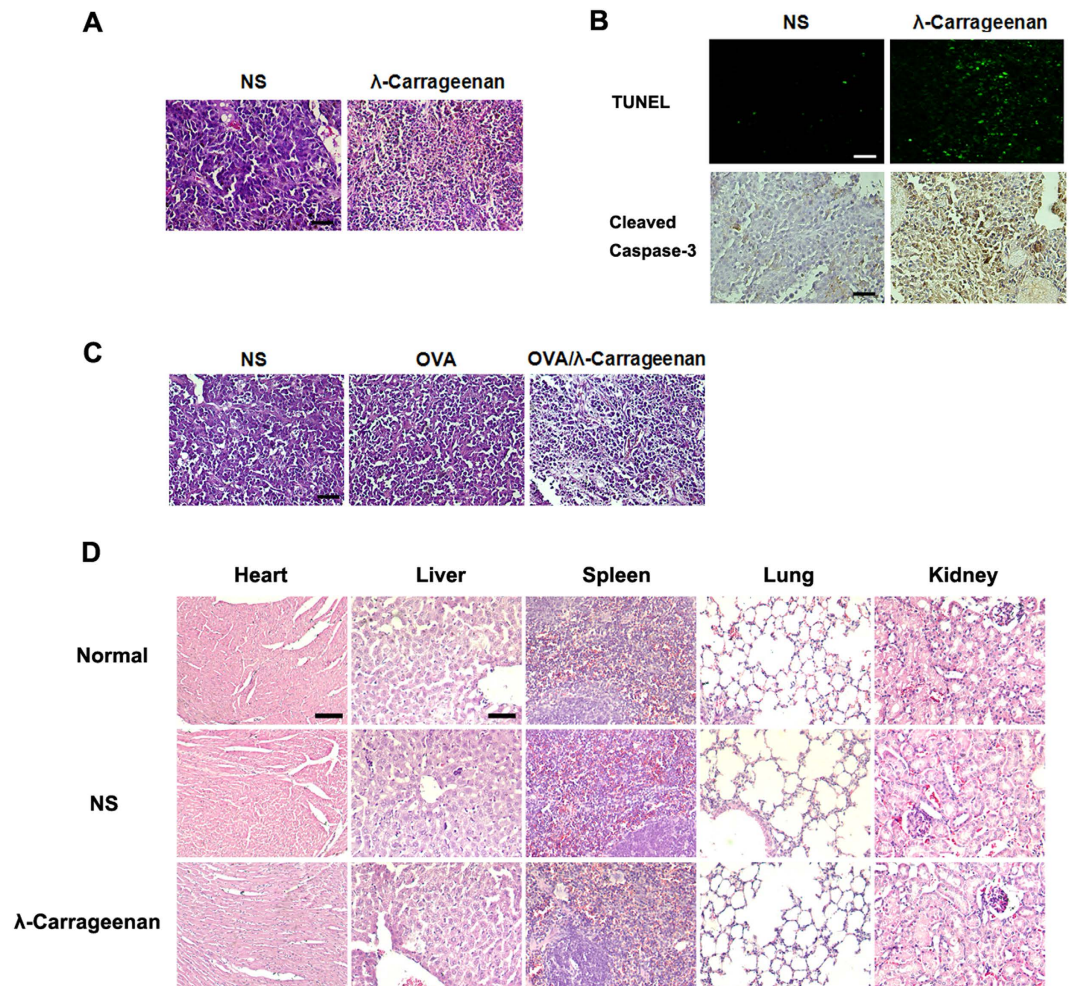 A
NS λ-Carrageenan
B
NS λ-Carrageenan
TUNEL
Cleaved
Caspase-3
C
NS OVA OVA/λ-Carrageenan
D
Heart Liver Spleen Lung Kidney
Normal
NS
λ-Carrageenan